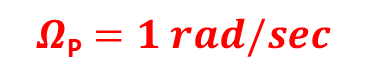 Ωₚ = 1 rad/sec